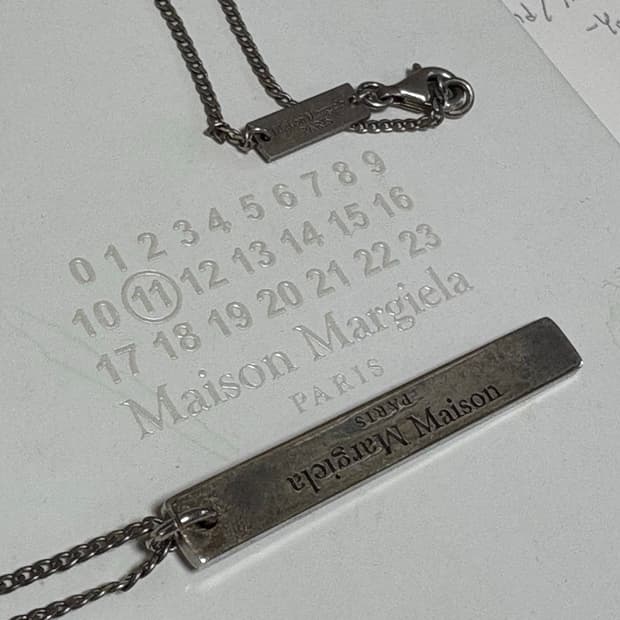 0 1 2 3 4 5 6 7 8 9
10 11 12 13 14 15 16
17 18 19 20 21 22 23
Maison Margiela
PARIS
Maison
Margiela
PARIS